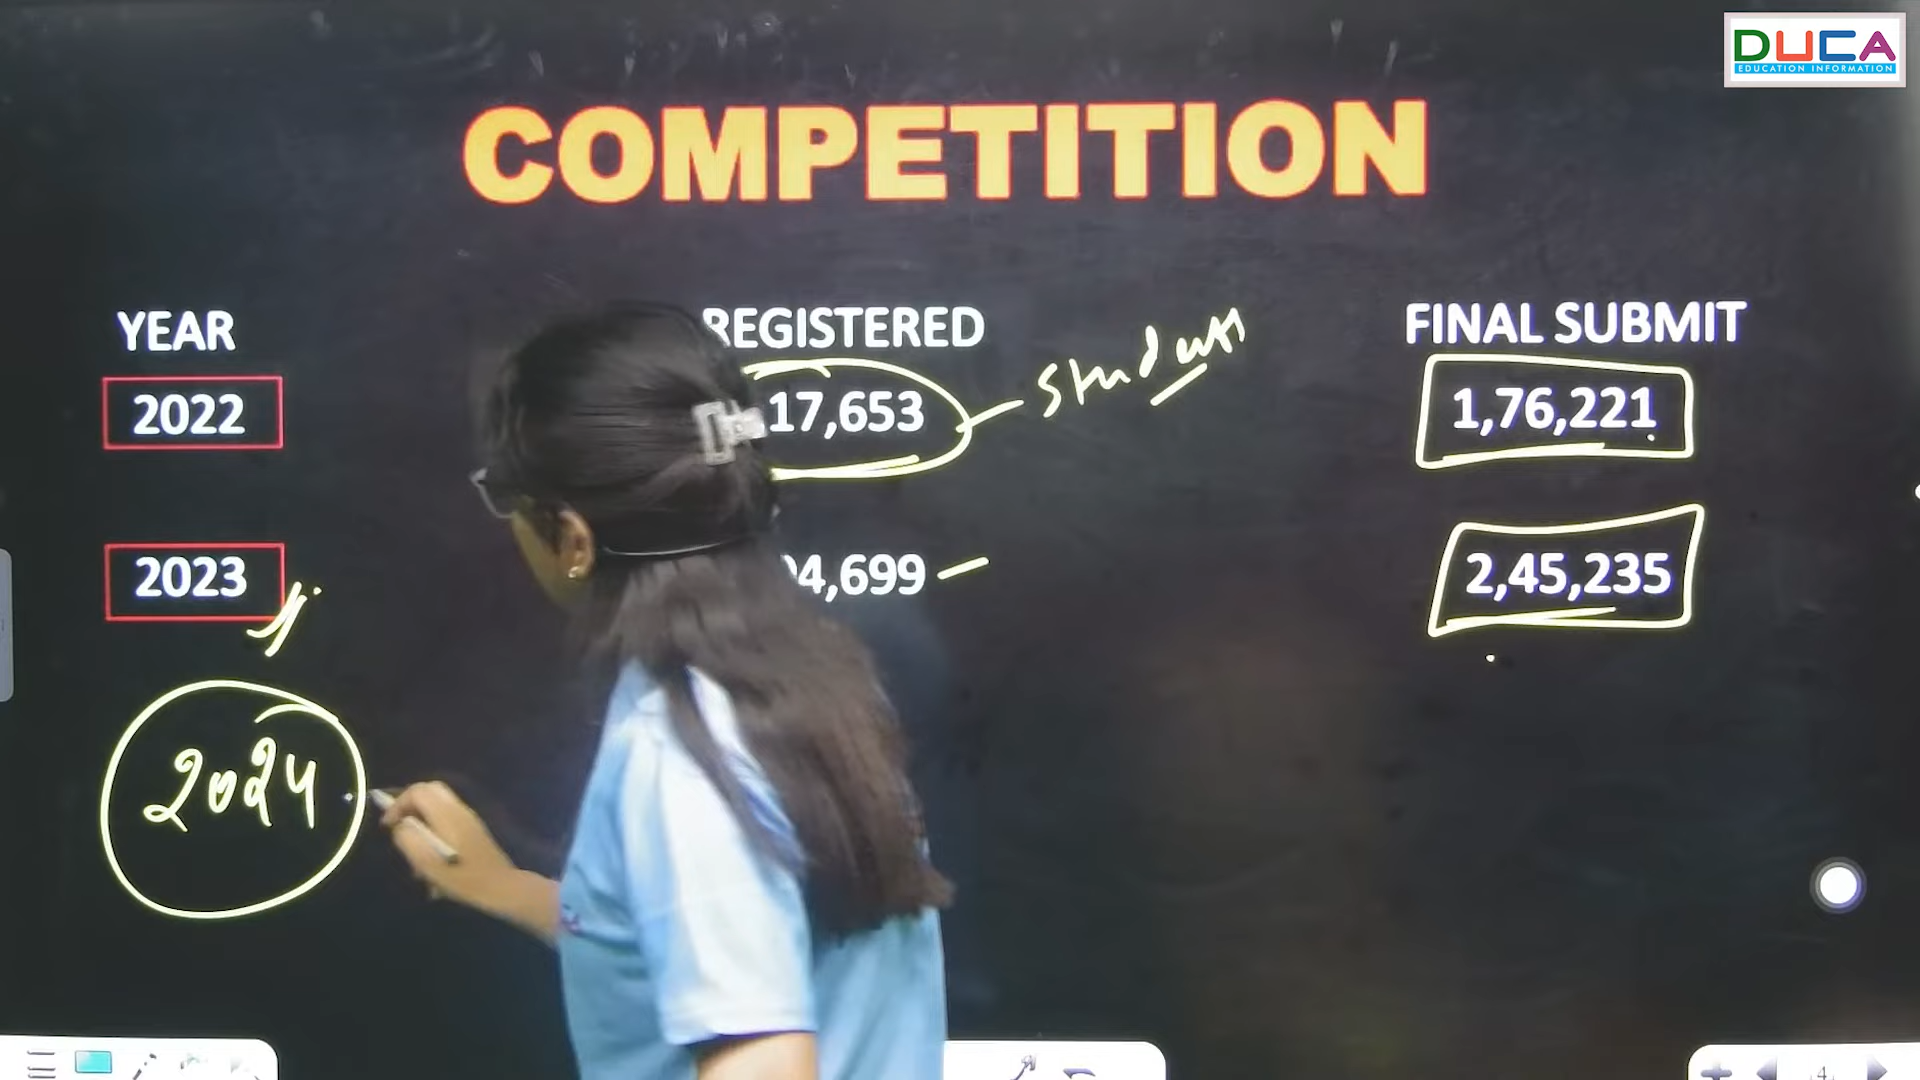 DUCA
EDUCATION INFORMATION
COMPETITION
YEAR REGISTERED FINAL SUBMIT
2022 17,653 Students 1,76,221
2023 4,699 2,45,235
2024
4